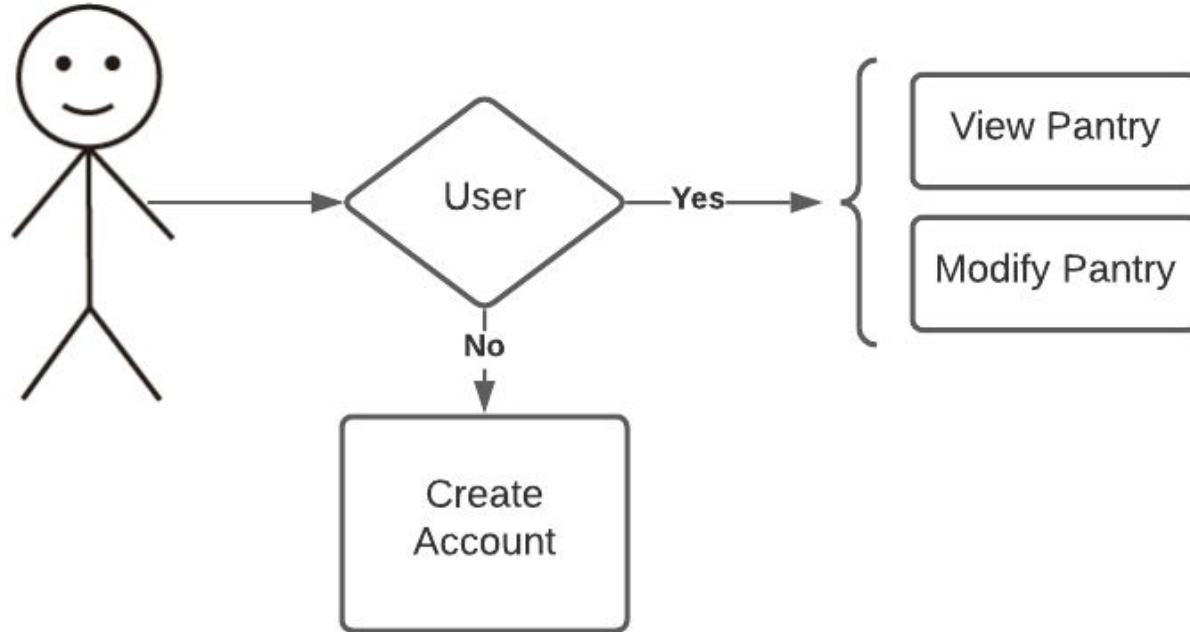 User
Yes
View Pantry
Modify Pantry
No
Create
Account